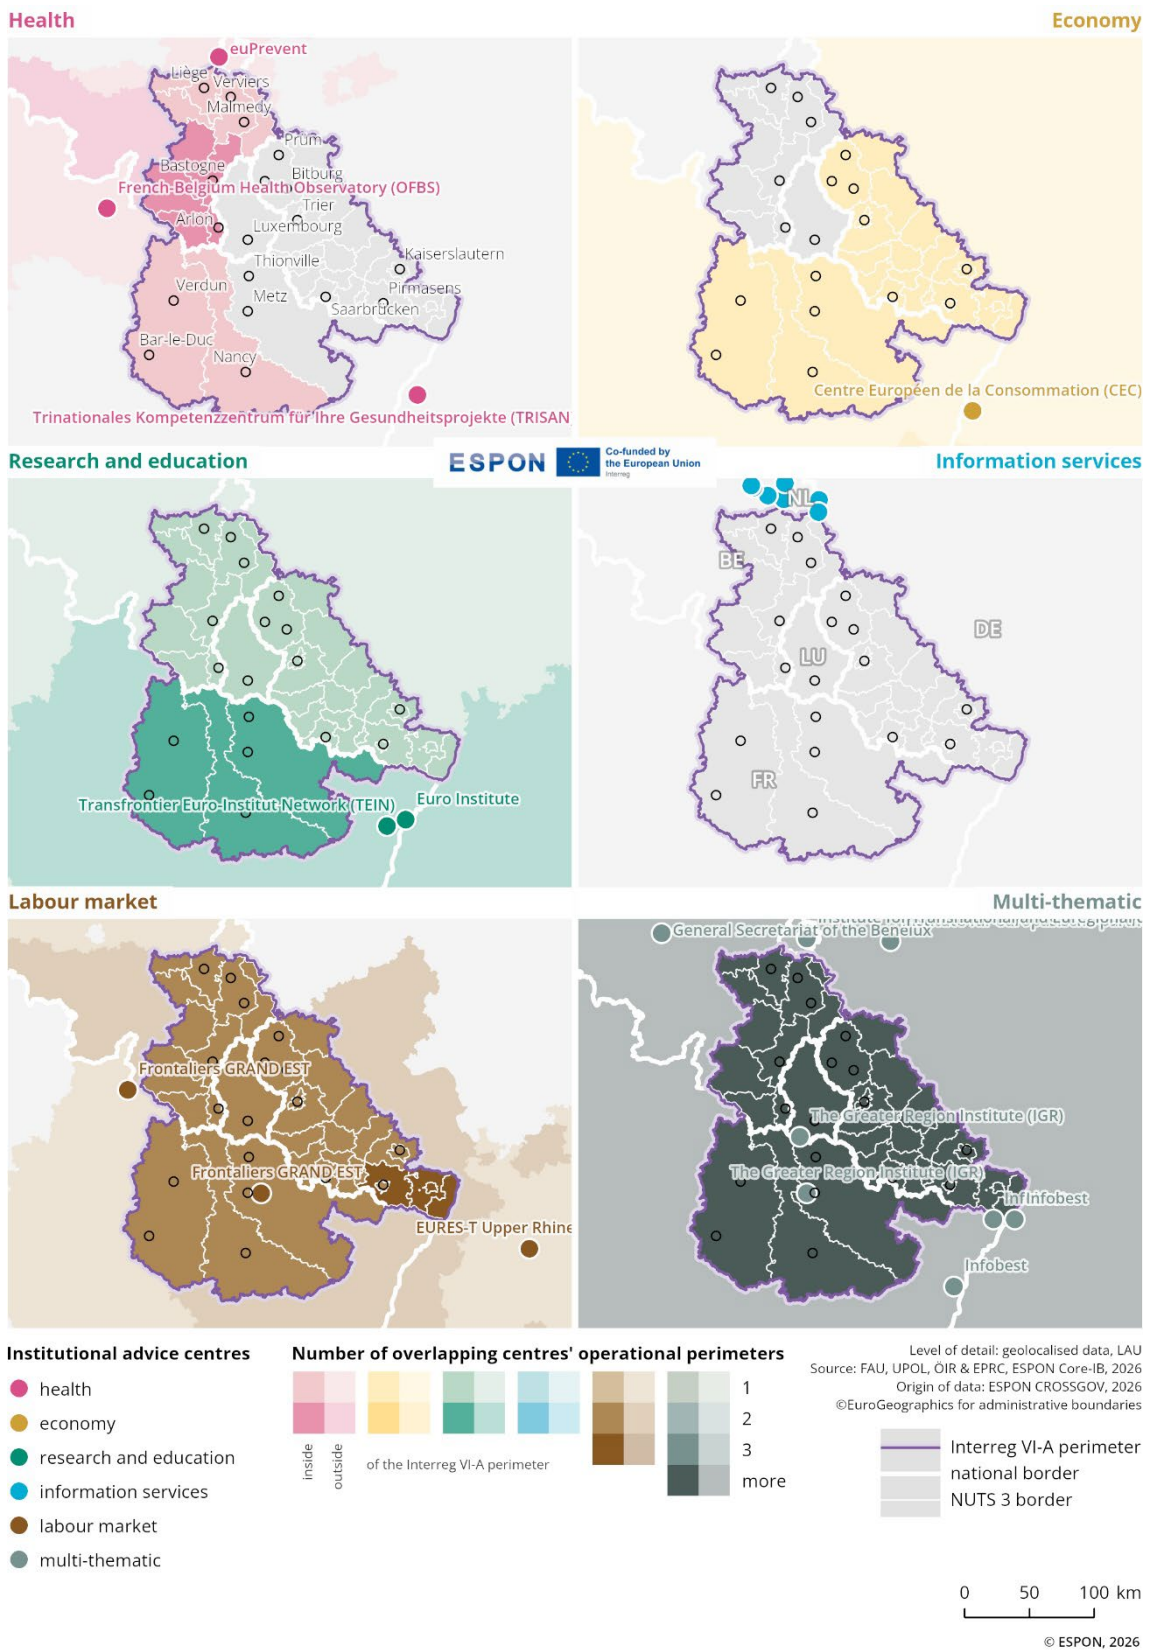 Health
Economy
euPrevent
Liège
Verviers
Malmedy
Prüm
Bastogne
Bitburg
French-Belgium Health Observatory (OFBS)
Trier
Arlon
Luxembourg
Thionville
Kaiserslautern
Verdun
Metz
Pirmasens
Saarbrücken
Bar-le-Duc
Nancy
Trinationales Kompetenzzentrum für Ihre Gesundheitsprojekte (TRISAN
Centre Européen de la Consommation (CEC)
Research and education
ESPON
Co-funded by
the European Union
Interreg
Information services
NL
BE
DE
LU
FR
Transfrontier Euro-Institut Network (TEIN)
Euro Institute
Labour market
Multi-thematic
General Secretariat of the Benelux
Frontaliers GRAND EST
Frontaliers GRAND EST
EURES-T Upper Rhine
The Greater Region Institute (IGR)
The Greater Region Institute (IGR)
Infobest
Infobest
Institutional advice centres
health
economy
research and education
information services
labour market
multi-thematic
Number of overlapping centres' operational perimeters
1
2
3
more
inside
outside
of the Interreg VI-A perimeter
Level of detail: geolocalised data, LAU
Source: FAU, UPOL, ÖIR & EPRC, ESPON Core-IB, 2026
Origin of data: ESPON CROSSGOV, 2026
©EuroGeographics for administrative boundaries
Interreg VI-A perimeter
national border
NUTS 3 border
0 50 100 km
© ESPON, 2026